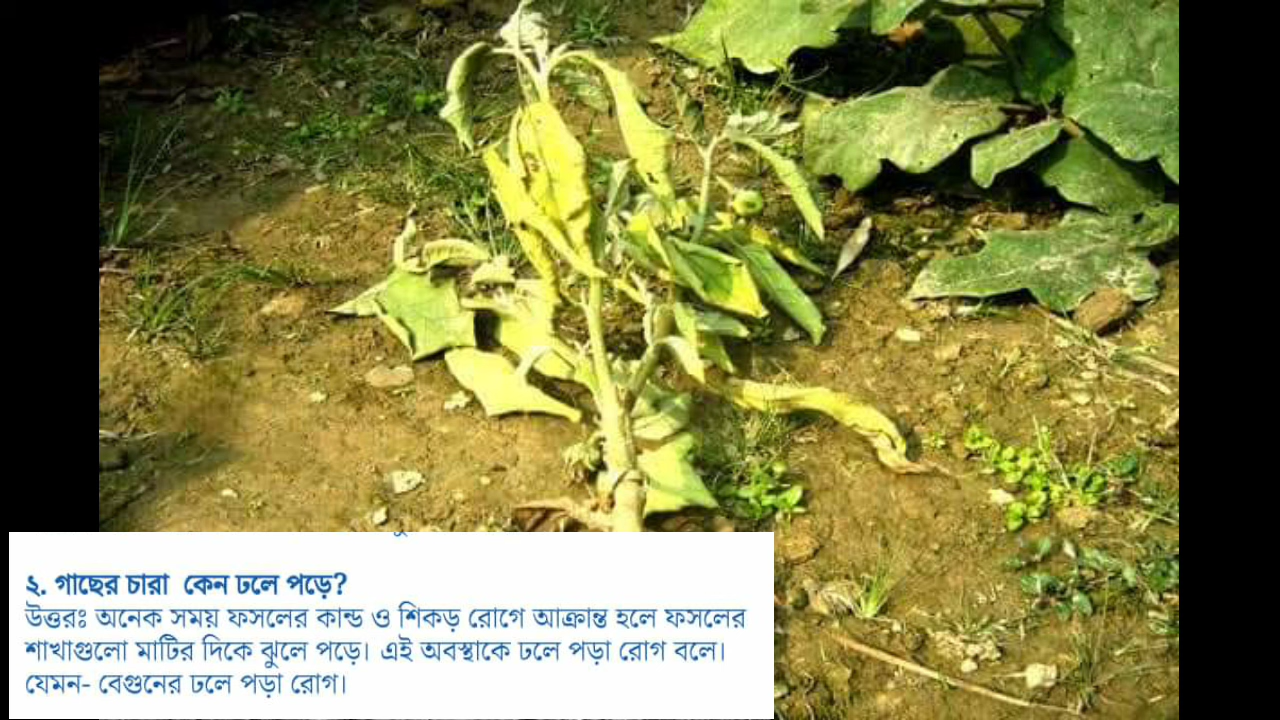 ২. গাছের চারা কেন ঢলে পড়ে?
উত্তরঃ অনেক সময় ফসলের কান্ড ও শিকড় রোগে আক্রান্ত হলে ফসলের
শাখাগুলো মাটির দিকে ঝুলে পড়ে। এই অবস্থাকে ঢলে পড়া রোগ বলে।
যেমন- বেগুনের ঢলে পড়া রোগ।